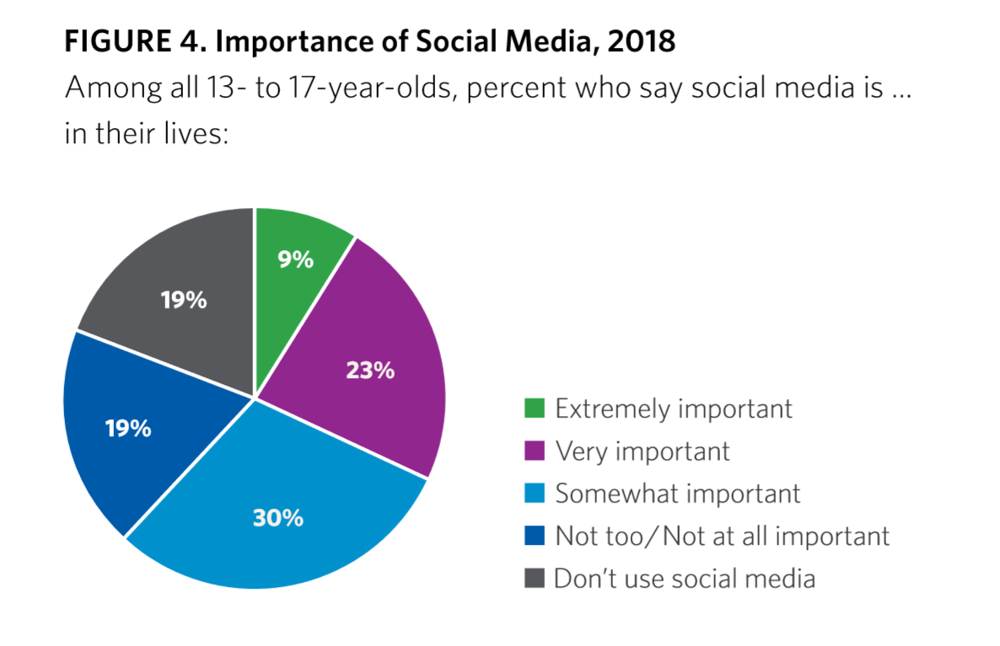 FIGURE 4. Importance of Social Media, 2018
Among all 13- to 17-year-olds, percent who say social media is ...
in their lives:
9%
19%
23%
19%
30%
Extremely important
Very important
Somewhat important
Not too/Not at all important
Don’t use social media